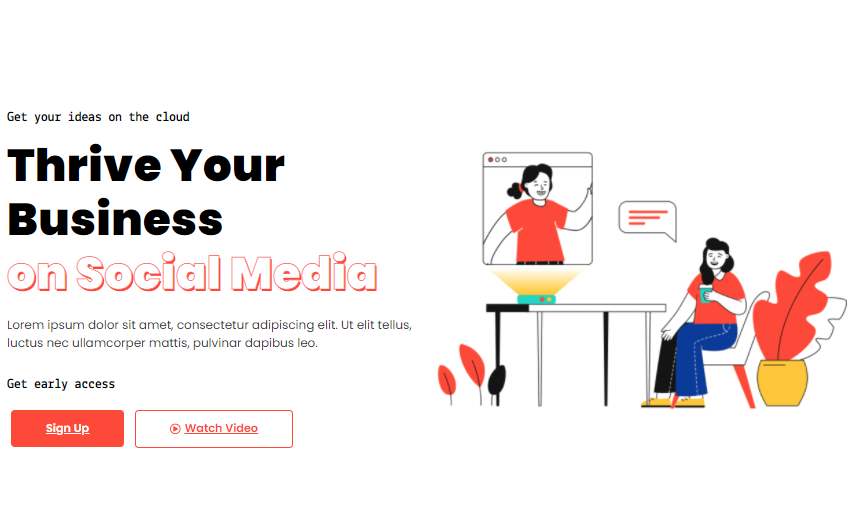 Get your ideas on the cloud
Thrive Your
Business
on Social Media
Lorem ipsum dolor sit amet, consectetur adipiscing elit. Ut elit tellus,
luctus nec ullamcorper mattis, pulvinar dapibus leo.
Get early access
Sign Up
Watch Video